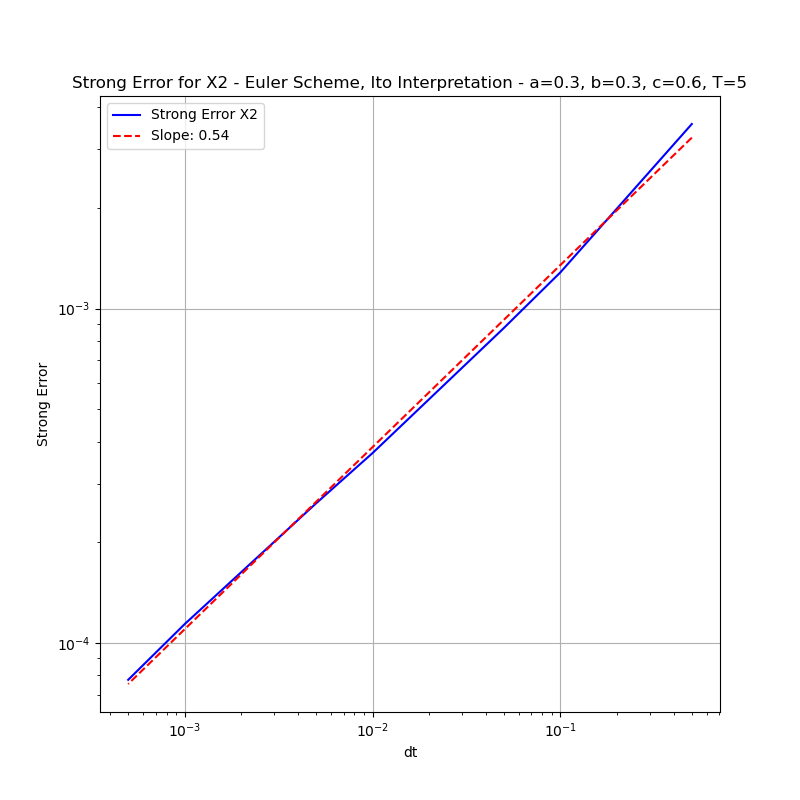 Strong Error for X2 - Euler Scheme, Ito Interpretation - a=0.3, b=0.3, c=0.6, T=5
Strong Error X2
Slope: 0.54
Strong Error
10⁻³
10⁻⁴
10⁻³ 10⁻² 10⁻¹
dt